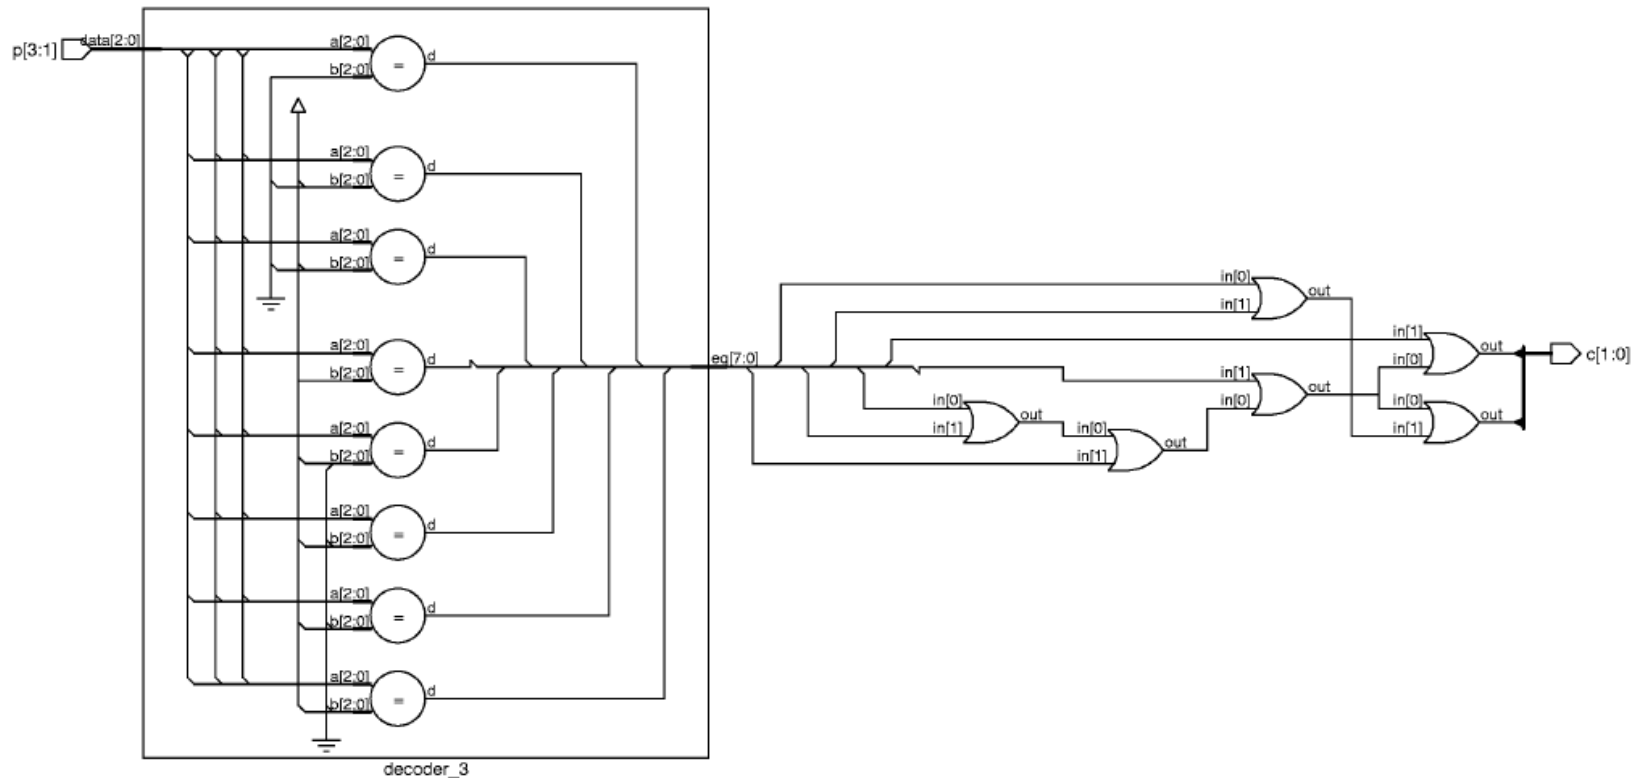 p[3:1]
data[2:0]
a[2:0]
b[2:0]
=
d
a[2:0]
b[2:0]
=
d
a[2:0]
b[2:0]
=
d
a[2:0]
b[2:0]
=
d
a[2:0]
b[2:0]
=
d
a[2:0]
b[2:0]
=
d
a[2:0]
b[2:0]
=
d
a[2:0]
b[2:0]
=
d
decoder_3
eq[7:0]
in[0]
in[1]
out
in[0]
in[1]
out
in[0]
in[1]
out
in[1]
in[0]
out
in[1]
in[0]
out
in[0]
in[1]
out
c[1:0]